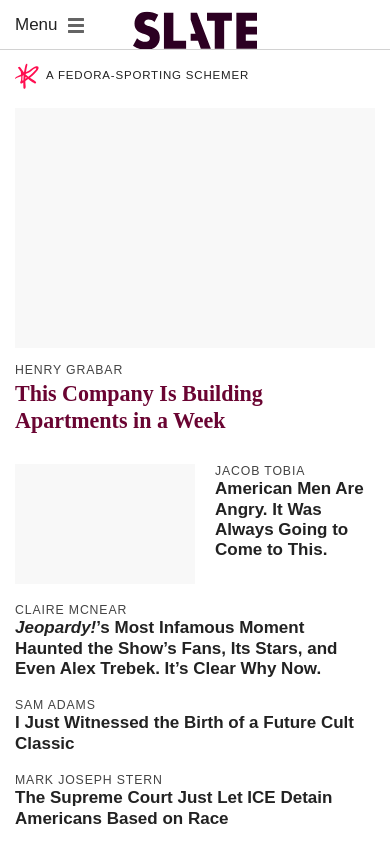 Menu
SLATE
A FEDORA-SPORTING SCHEMER
HENRY GRABAR
This Company Is Building
Apartments in a Week
JACOB TOBIA
American Men Are
Angry. It Was
Always Going to
Come to This.
CLAIRE MCNEAR
Jeopardy!’s Most Infamous Moment
Haunted the Show’s Fans, Its Stars, and
Even Alex Trebek. It’s Clear Why Now.
SAM ADAMS
I Just Witnessed the Birth of a Future Cult
Classic
MARK JOSEPH STERN
The Supreme Court Just Let ICE Detain
Americans Based on Race